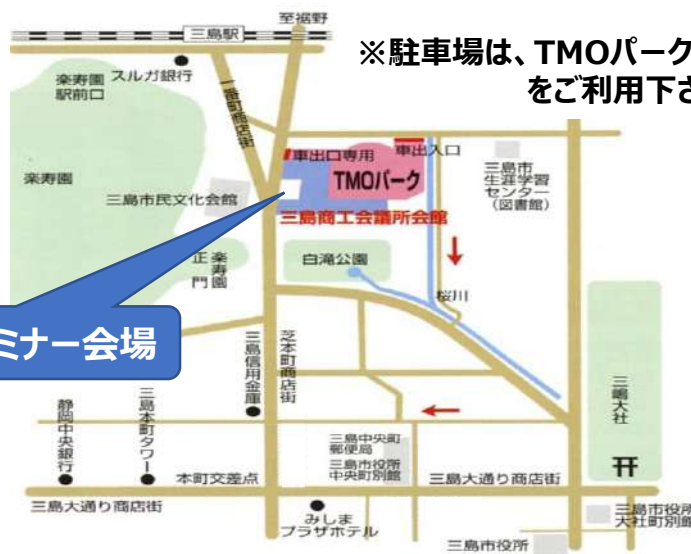 至裾野
三島駅
※駐車場は、TMOパーク
をご利用下さ
楽寿園
駅前口
スルガ銀行
一番町商店街
車出口専用
車出入口
TMOパーク
楽寿園
三島市民文化会館
三島市
生涯学習
センター
(図書館)
三島商工会議所会館
楽寿園
正門
白滝公園
桜川
ミナー会場
三島信用金庫
芝本町商店街
三嶋大社
静岡中央銀行
三島本町タワー
三島中央町
郵便局
三島市役所
中央町別館
本町交差点
三島大通り商店街
三島大通り商店街
みしま
プラザホテル
三島市役所
大社町別館
三島市役所